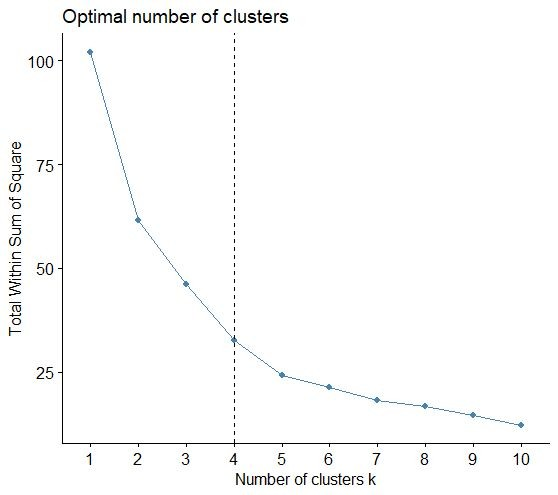 Optimal number of clusters
100
75
50
25
Total Within Sum of Square
1 2 3 4 5 6 7 8 9 10
Number of clusters k